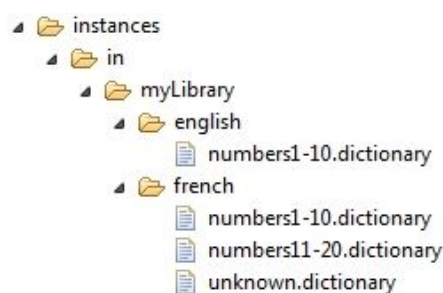 instances
in
myLibrary
english
numbers1-10.dictionary
french
numbers1-10.dictionary
numbers11-20.dictionary
unknown.dictionary